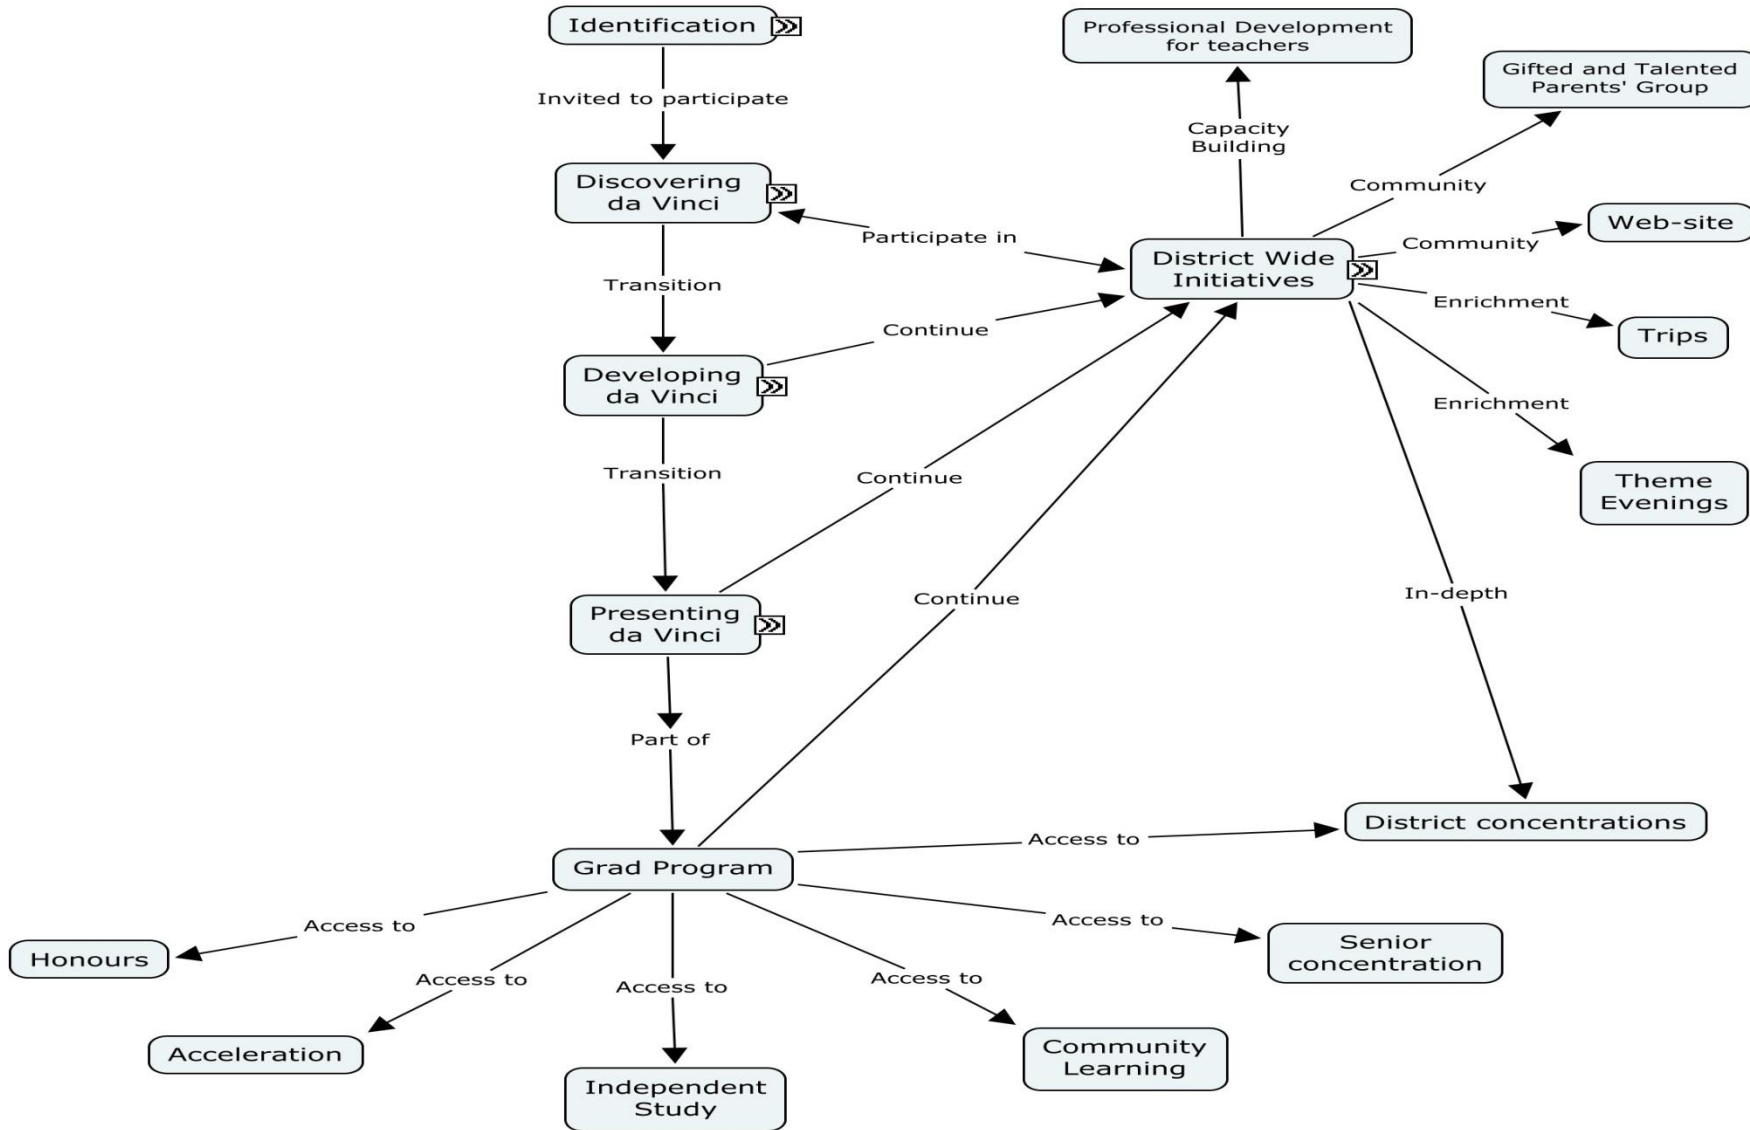 Identification
Professional Development
for teachers
Gifted and Talented
Parents' Group
Invited to participate
Capacity
Building
Community
Discovering
da Vinci
Web-site
Participate in
Community
District Wide
Initiatives
Transition
Enrichment
Continue
Trips
Developing
da Vinci
Enrichment
Transition
Continue
Theme
Evenings
In-depth
Continue
Presenting
da Vinci
Part of
District concentrations
Access to
Grad Program
Access to
Access to
Senior
concentration
Honours
Access to
Access to
Access to
Acceleration
Community
Learning
Independent
Study